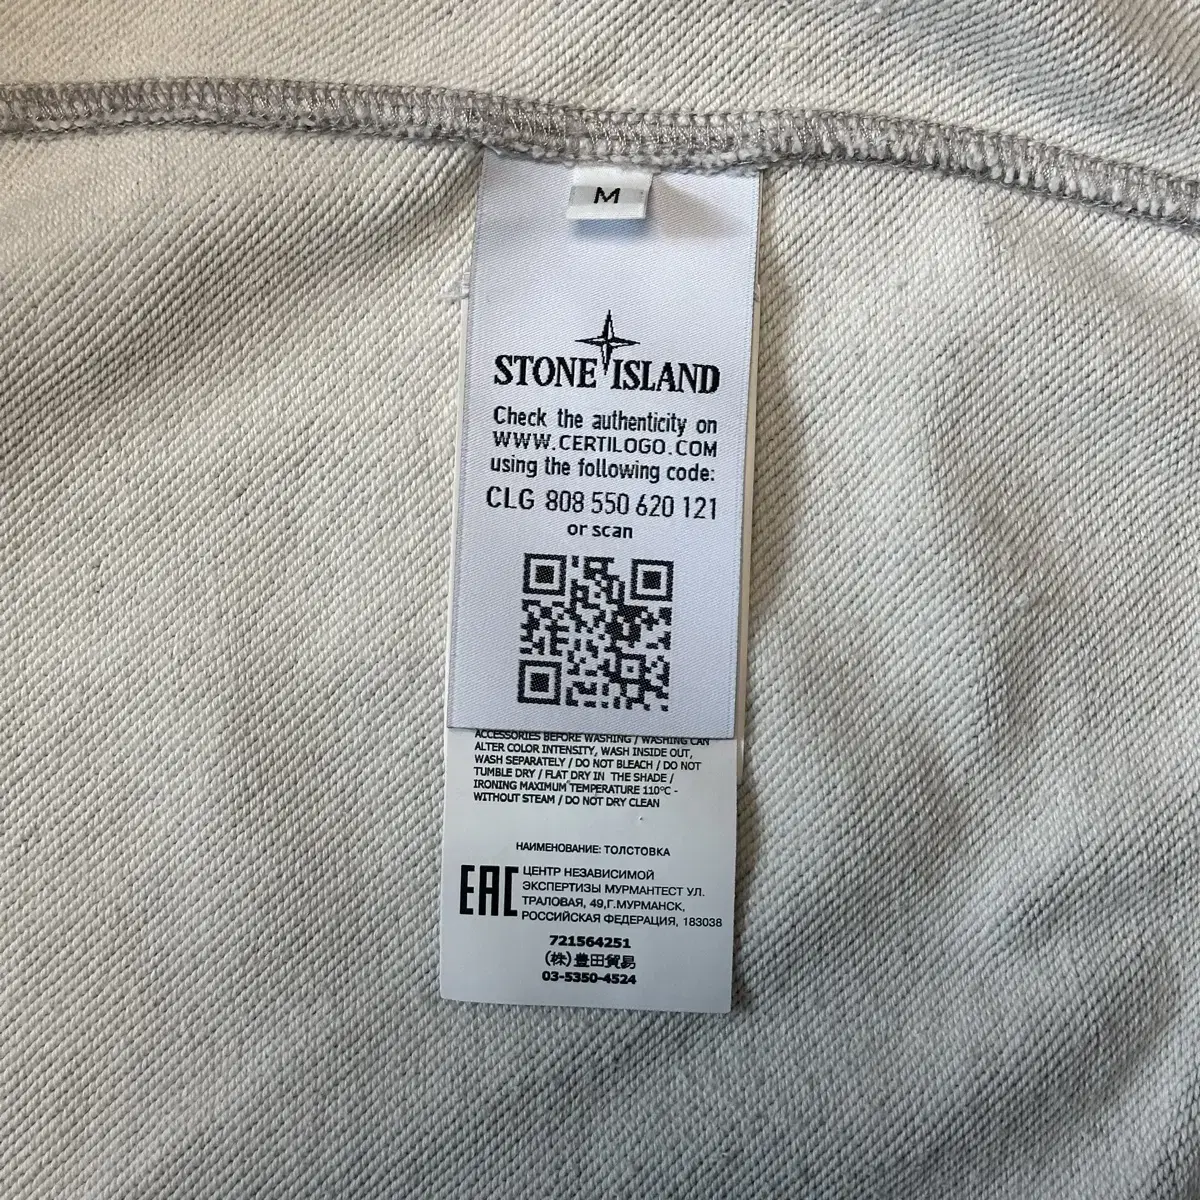 M
STONE ISLAND
Check the authenticity on
WWW.CERTILOGO.COM
using the following code:
CLG 808 550 620 121
or scan
ACCESSORIES BEFORE WASHING / WASHING CAN
ALTER COLOR INTENSITY, WASH INSIDE OUT,
WASH SEPARATELY / DO NOT BLEACH / DO NOT
TUMBLE DRY / FLAT DRY IN THE SHADE /
IRONING MAXIMUM TEMPERATURE 110°C -
WITHOUT STEAM / DO NOT DRY CLEAN
НАИМЕНОВАНИЕ: ТОЛСТОВКА
EAC
ЦЕНТР НЕЗАВИСИМОЙ
ЭКСПЕРТИЗЫ МУРМАНТЕСТ УЛ.
ТРАЛОВАЯ, 49,Г.МУРМАНСК,
РОССИЙСКАЯ ФЕДЕРАЦИЯ, 183038
721564251
(株)豊田貿易
03-5350-4524